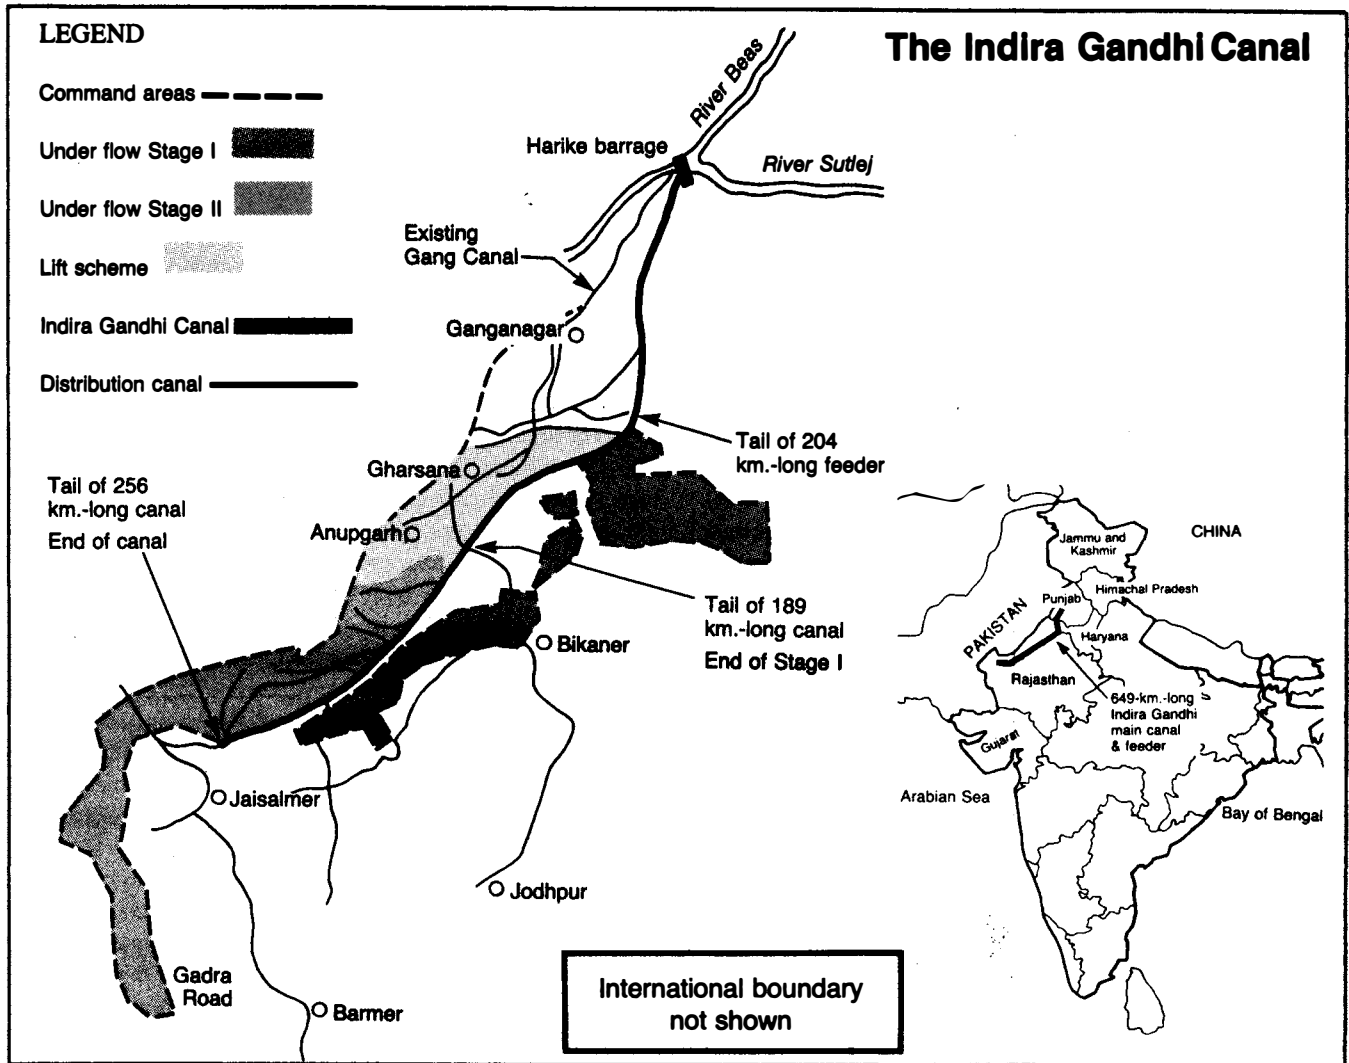 LEGEND
Command areas
Under flow Stage I
Under flow Stage II
Lift scheme
Indira Gandhi Canal
Distribution canal
The Indira Gandhi Canal
River Beas
Harike barrage
River Sutlej
Existing
Gang Canal
Ganganagar
Tail of 204
km.-long feeder
Gharsana
Tail of 256
km.-long canal
End of canal
Anupgarh
Tail of 189
km.-long canal
End of Stage I
Bikaner
Jaisalmer
Jodhpur
Gadra
Road
Barmer
International boundary
not shown
CHINA
Jammu and
Kashmir
Himachal Pradesh
Punjab
PAKISTAN
Haryana
Rajasthan
649-km.-long
Indira Gandhi
main canal
& feeder
Gujarat
Arabian Sea
Bay of Bengal